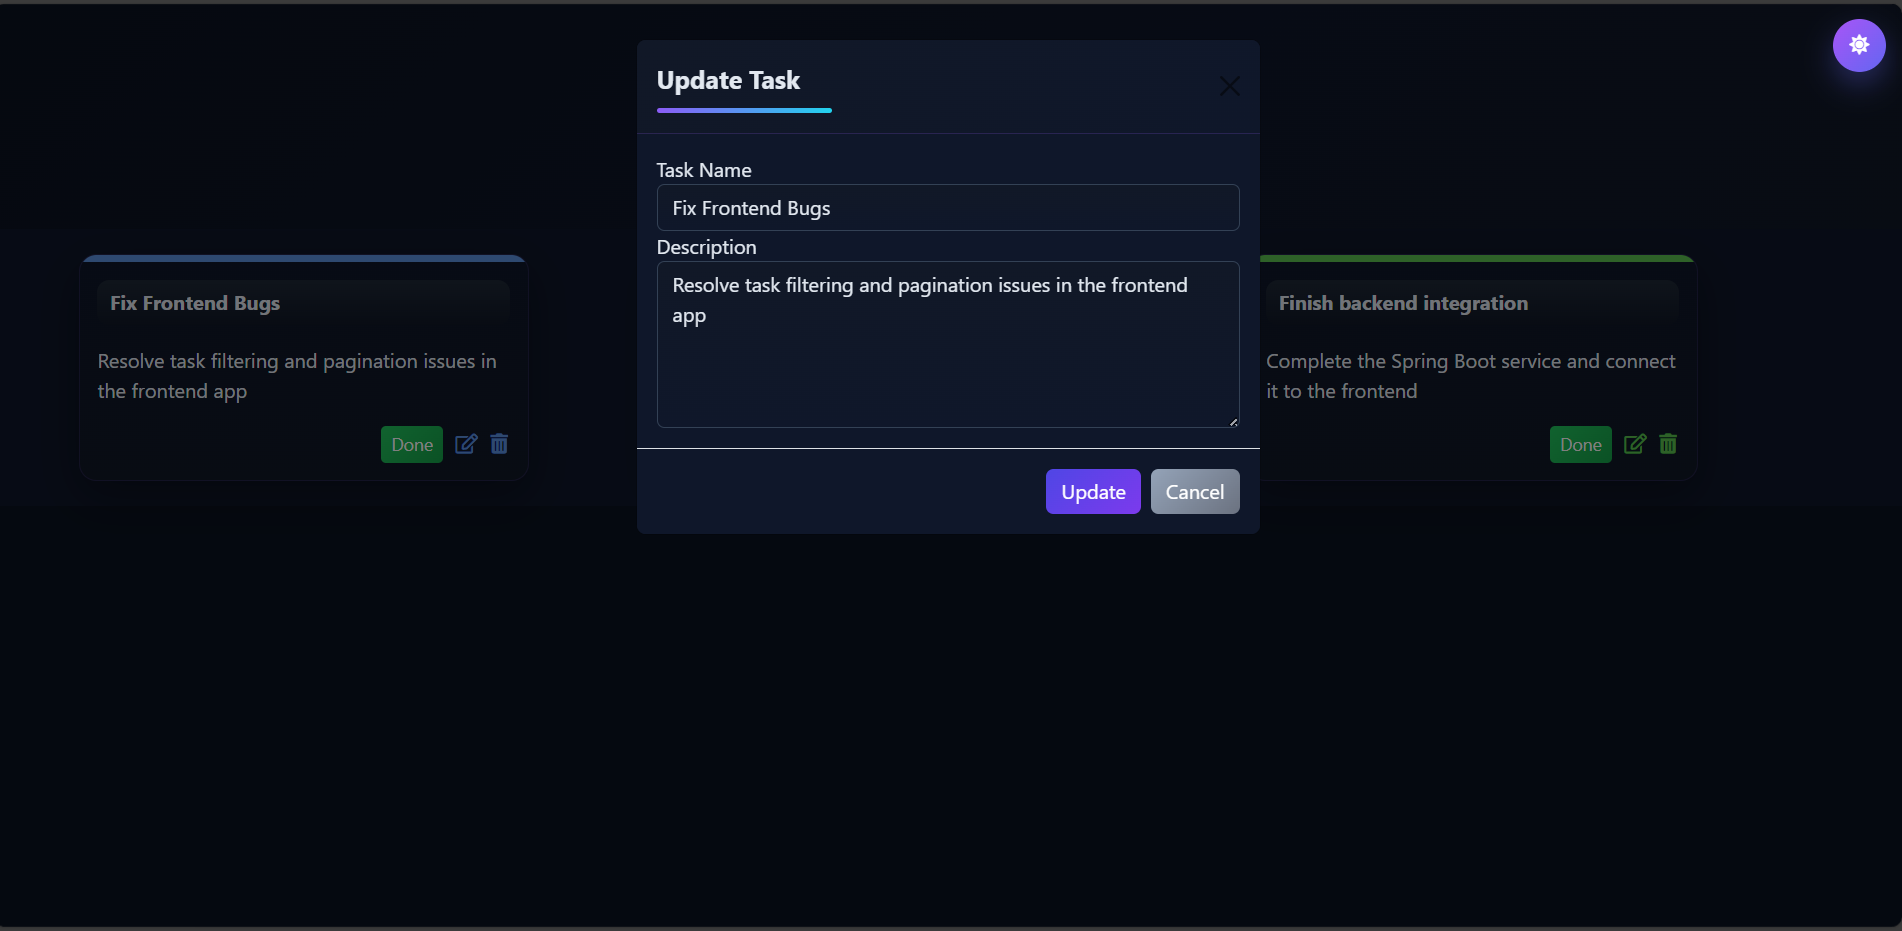 Update Task
Task Name
Fix Frontend Bugs
Description
Resolve task filtering and pagination issues in the frontend
app
Update
Cancel
Fix Frontend Bugs
Resolve task filtering and pagination issues in
the frontend app
Done
Finish backend integration
Complete the Spring Boot service and connect
it to the frontend
Done